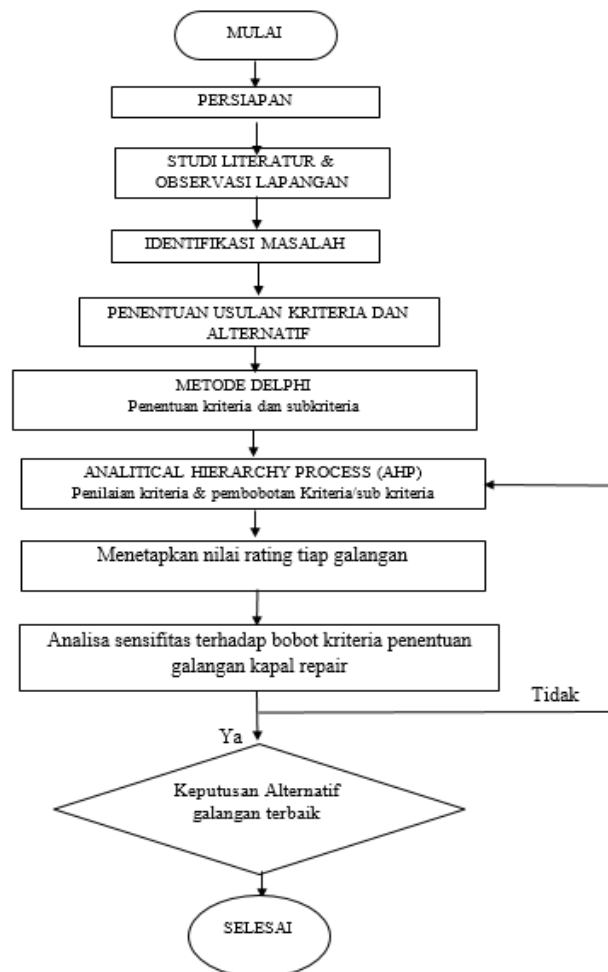 MULAI
PERSIAPAN
STUDI LITERATUR &
OBSERVASI LAPANGAN
IDENTIFIKASI MASALAH
PENENTUAN USULAN KRITERIA DAN
ALTERNATIF
METODE DELPHI
Penentuan kriteria dan subkriteria
ANALITICAL HIERARCHY PROCESS (AHP)
Penilaian kriteria & pembobotan Kriteria/sub kriteria
Menetapkan nilai rating tiap galangan
Analisa sensifitas terhadap bobot kriteria penentuan
galangan kapal repair
Tidak
Ya
Keputusan Alternatif
galangan terbaik
SELESAI